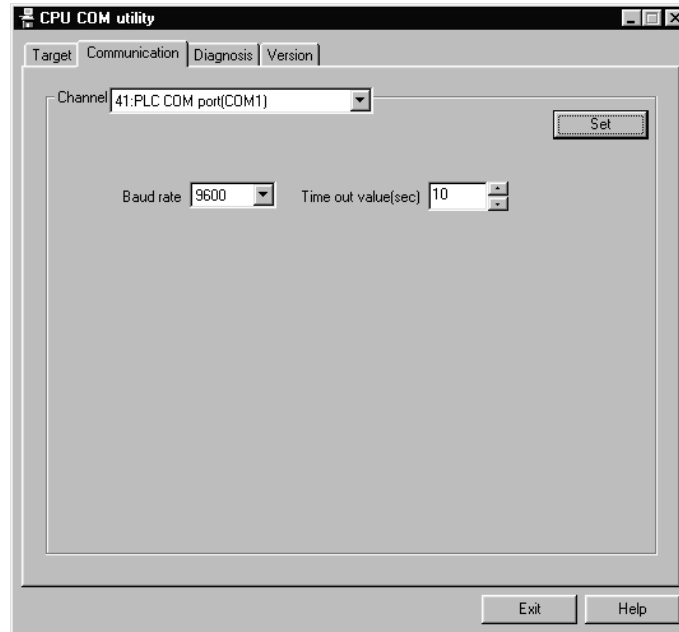 CPU COM utility
Target Communication Diagnosis Version
Channel 41:PLC COM port(COM1)
Set
Baud rate 9600 Time out value(sec) 10
Exit Help